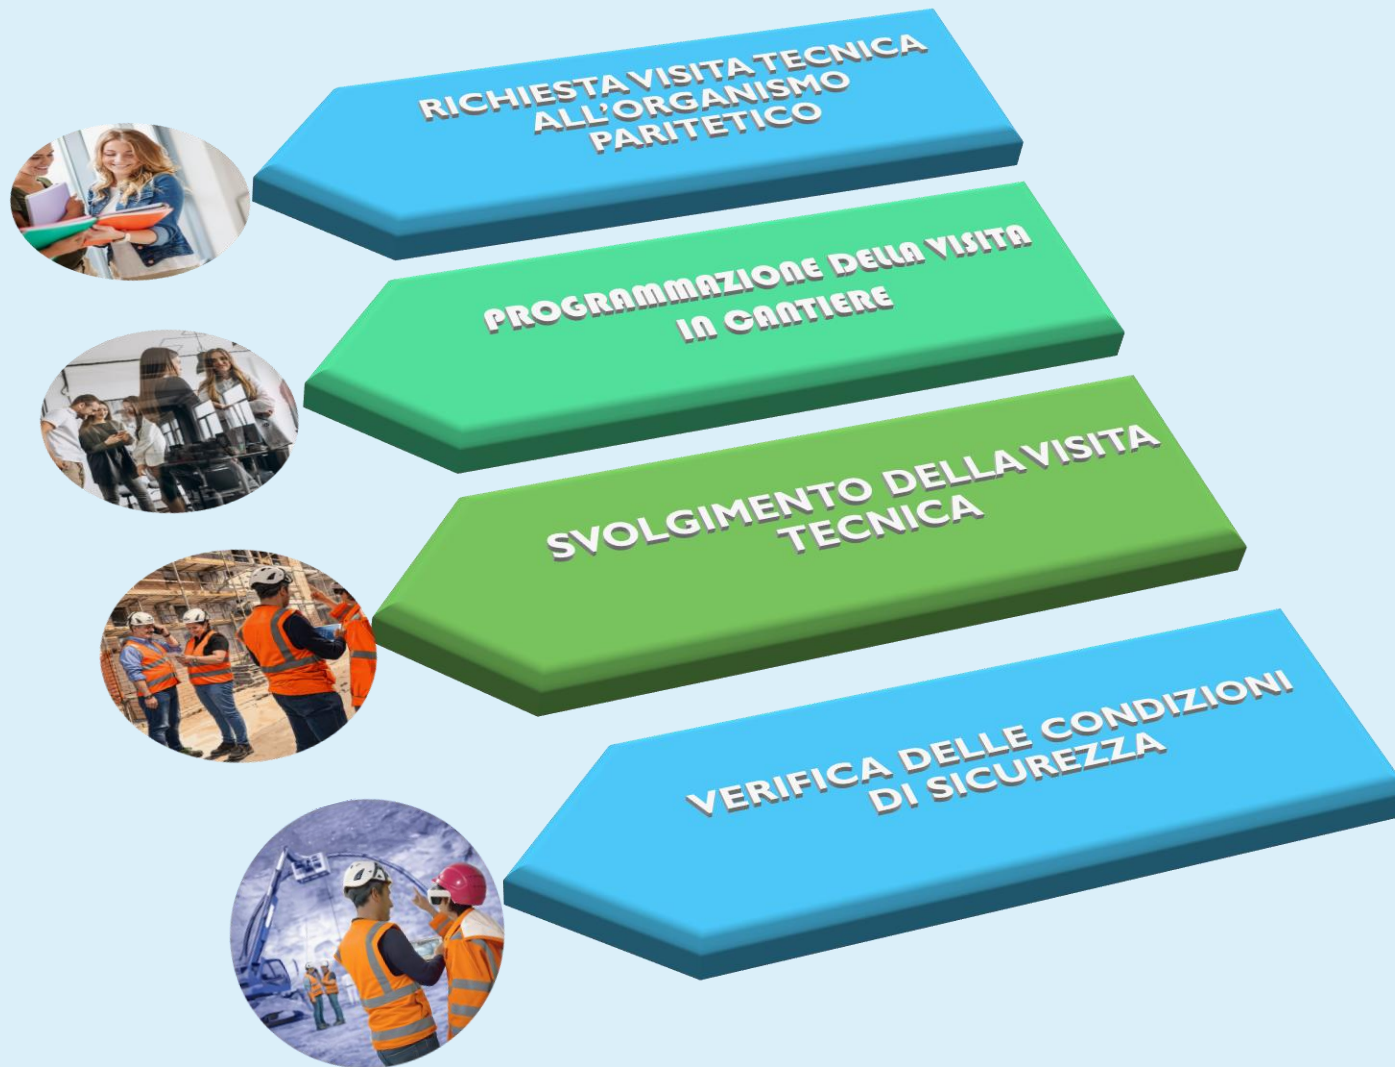 RICHIESTA VISITA TECNICA
ALL'ORGANISMO
PARITETICO
PROGRAMMAZIONE DELLA VISITA
IN CANTIERE
SVOLGIMENTO DELLA VISITA
TECNICA
VERIFICA DELLE CONDIZIONI
DI SICUREZZA